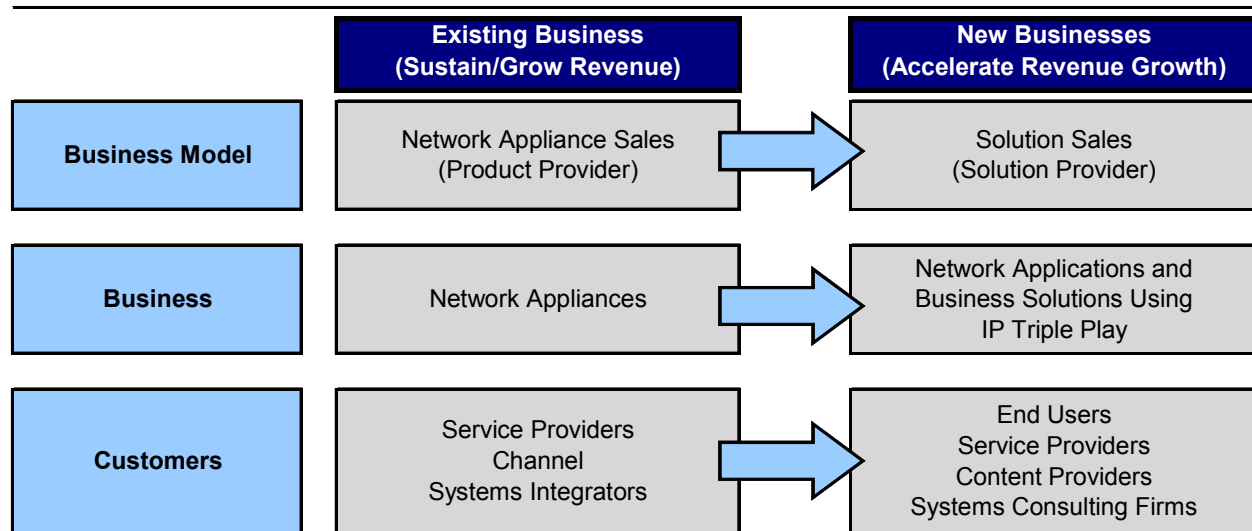 Existing Business
(Sustain/Grow Revenue)
New Businesses
(Accelerate Revenue Growth)
Business Model
Network Appliance Sales
(Product Provider)
Solution Sales
(Solution Provider)
Business
Network Appliances
Network Applications and
Business Solutions Using
IP Triple Play
Customers
Service Providers
Channel
Systems Integrators
End Users
Service Providers
Content Providers
Systems Consulting Firms